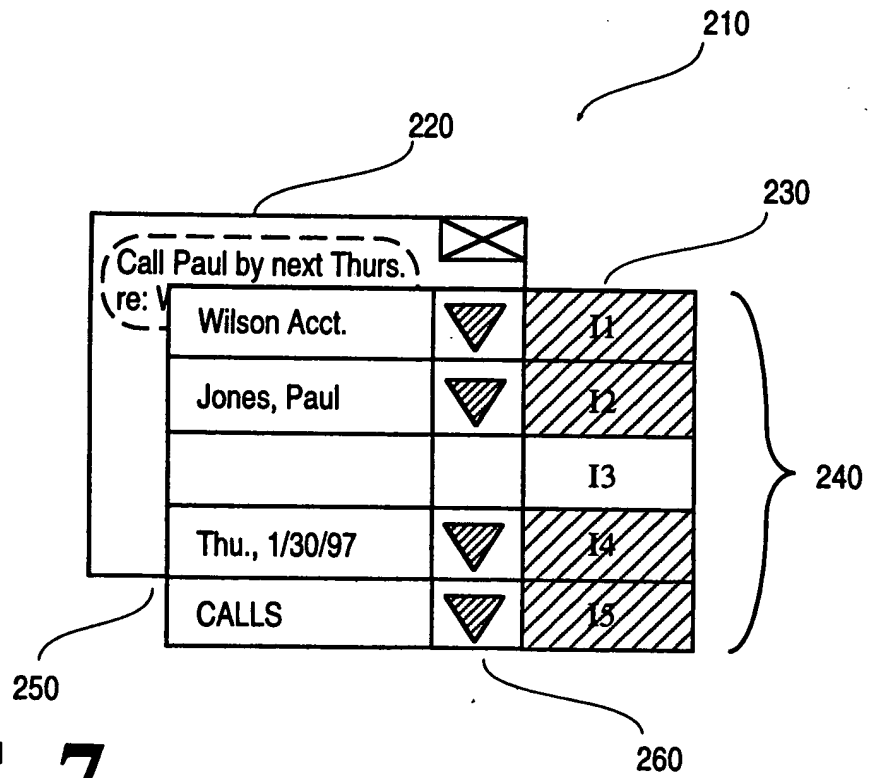 210
220
230
Call Paul by next Thurs.
re: W
Wilson Acct.
I1
Jones, Paul
I2
I3
240
Thu., 1/30/97
I4
CALLS
I5
250
260
7